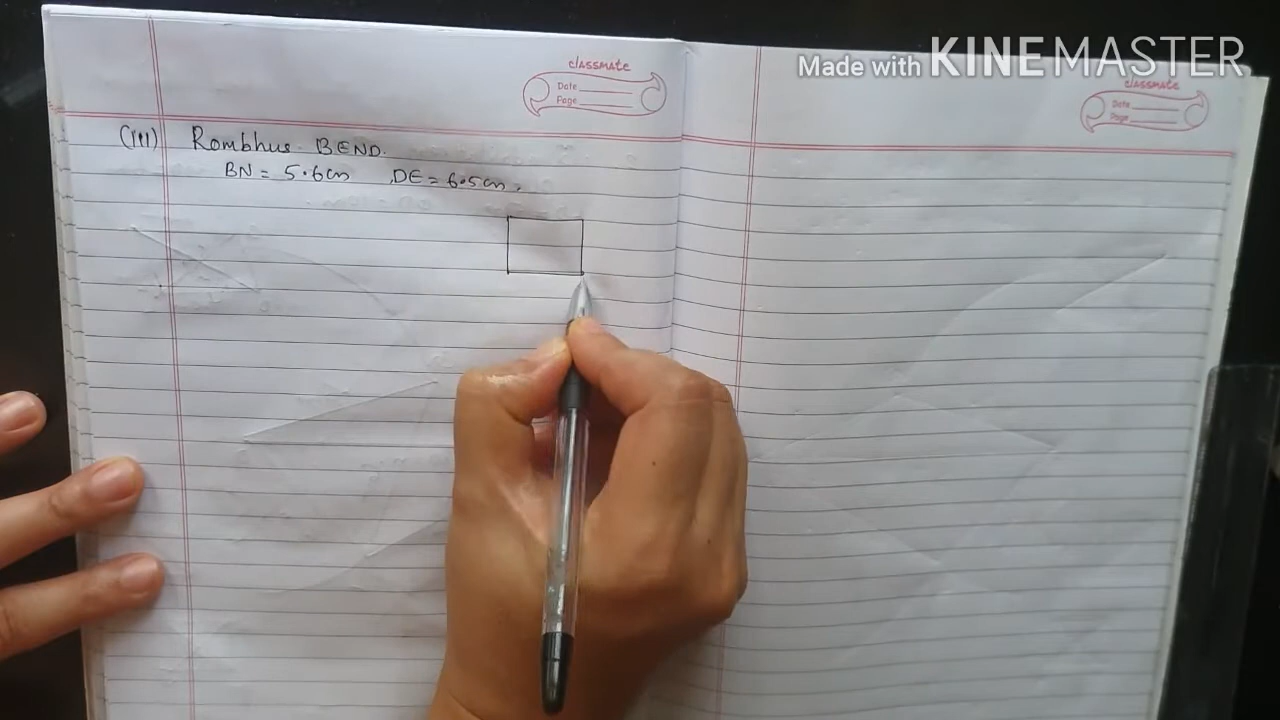 Made with KINEMASTER
classmate
Date
Page
classmate
Date
Page
(iii) Rombhus BEND.
BN = 5.6cm DE = 6.5cm.